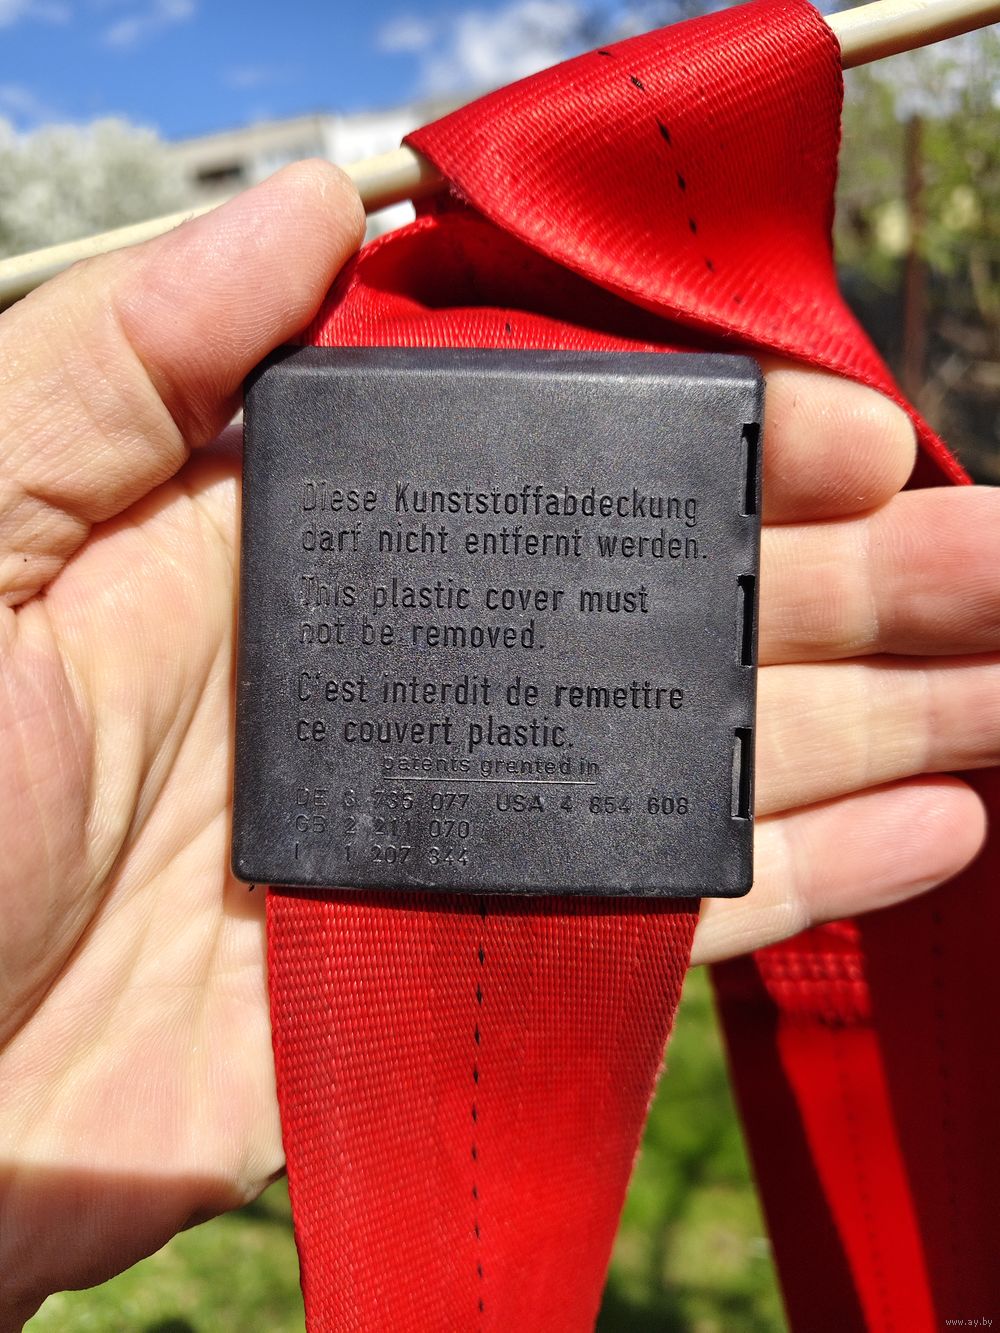 Diese Kunststoffabdeckung
darf nicht entfernt werden.
This plastic cover must
not be removed.
C'est interdit de remettre
ce couvert plastic.
patents granted in
DE 3 735 077 USA 4 854 608
GB 2 211 070
I 1 207 344
www.ay.by